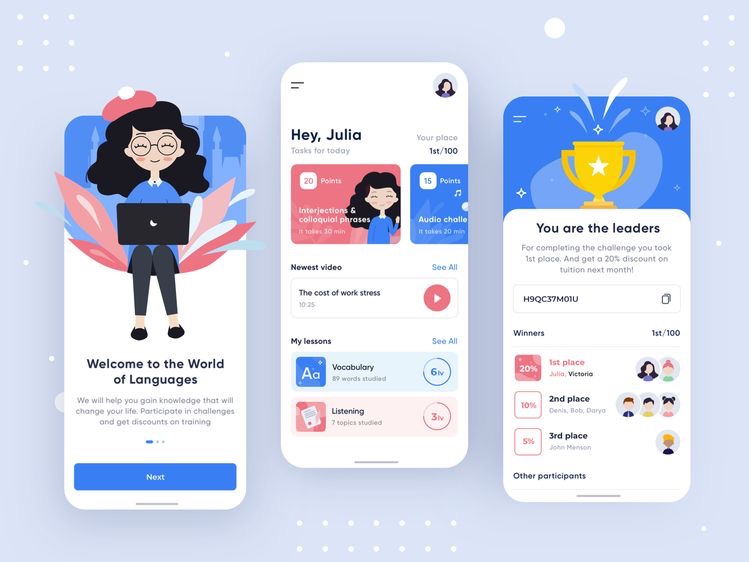 Welcome to the World
of Languages
We will help you gain knowledge that will
change your life. Participate in challenges
and get discounts on training
Next
Hey, Julia
Tasks for today
Your place
1st/100
20 Points
Interjections &
colloquial phrases
It takes 30 min
15 Points
Audio challe
It takes 20 min
Newest video
See All
The cost of work stress
10:25
My lessons
See All
Aa
Vocabulary
89 words studied
6 lv
Listening
7 topics studied
3 lv
You are the leaders
For completing the challenge you took
1st place. And get a 20% discount on
tuition next month!
H9QC37M01U
Winners
1st/100
20%
1st place
Julia, Victoria
10%
2nd place
Denis, Bob, Darya
5%
3rd place
John Menson
Other participants